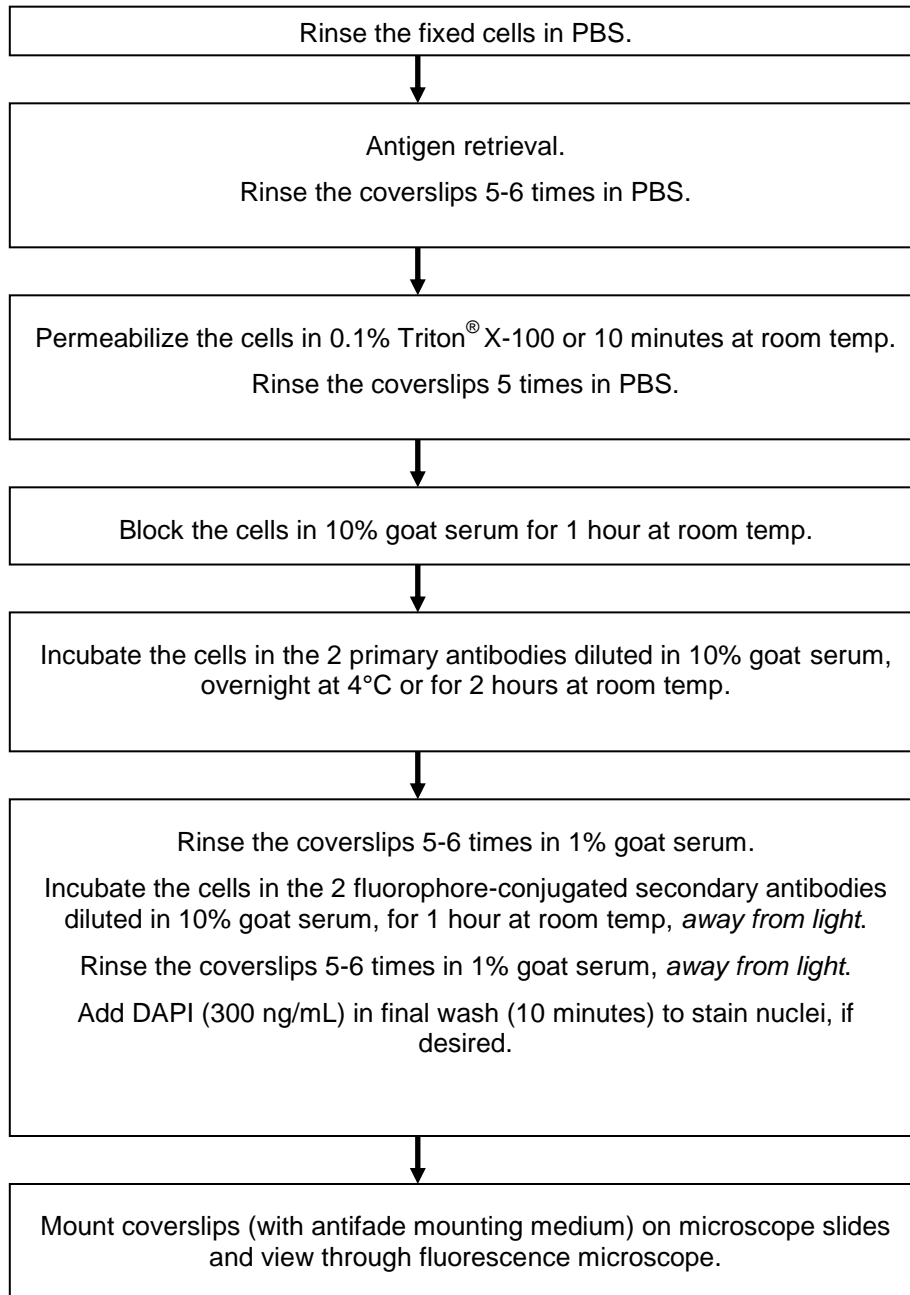 Rinse the fixed cells in PBS.
Antigen retrieval.
Rinse the coverslips 5-6 times in PBS.
Permeabilize the cells in 0.1% Triton® X-100 or 10 minutes at room temp.
Rinse the coverslips 5 times in PBS.
Block the cells in 10% goat serum for 1 hour at room temp.
Incubate the cells in the 2 primary antibodies diluted in 10% goat serum,
overnight at 4°C or for 2 hours at room temp.
Rinse the coverslips 5-6 times in 1% goat serum.
Incubate the cells in the 2 fluorophore-conjugated secondary antibodies
diluted in 10% goat serum, for 1 hour at room temp, away from light.
Rinse the coverslips 5-6 times in 1% goat serum, away from light.
Add DAPI (300 ng/mL) in final wash (10 minutes) to stain nuclei, if
desired.
Mount coverslips (with antifade mounting medium) on microscope slides
and view through fluorescence microscope.